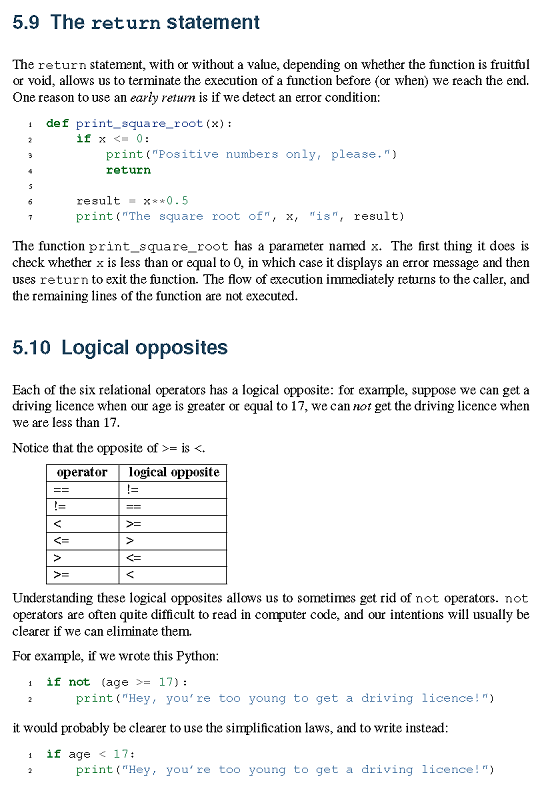 5.9 The return statement
The return statement, with or without a value, depending on whether the function is fruitful
or void, allows us to terminate the execution of a function before (or when) we reach the end.
One reason to use an early return is if we detect an error condition:
1 def print_square_root(x):
2     if x <= 0:
3         print("Positive numbers only, please.")
4         return
5
6     result = x**0.5
7     print("The square root of", x, "is", result)
The function print_square_root has a parameter named x. The first thing it does is
check whether x is less than or equal to 0, in which case it displays an error message and then
uses return to exit the function. The flow of execution immediately returns to the caller, and
the remaining lines of the function are not executed.
5.10 Logical opposites
Each of the six relational operators has a logical opposite: for example, suppose we can get a
driving licence when our age is greater or equal to 17, we can not get the driving licence when
we are less than 17.
Notice that the opposite of >= is <.
operator logical opposite
== !=
!= ==
< >=
<= >
> <=
>= <
Understanding these logical opposites allows us to sometimes get rid of not operators. not
operators are often quite difficult to read in computer code, and our intentions will usually be
clearer if we can eliminate them.
For example, if we wrote this Python:
1 if not (age >= 17):
2     print("Hey, you're too young to get a driving licence!")
it would probably be clearer to use the simplification laws, and to write instead:
1 if age < 17:
2     print("Hey, you're too young to get a driving licence!")